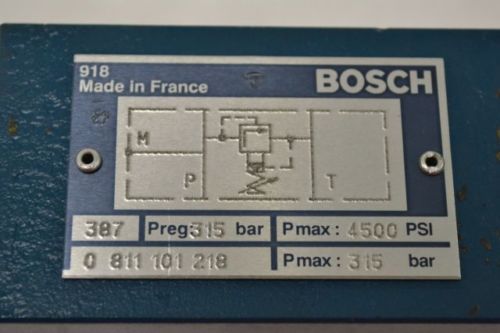 918
Made in France
BOSCH
M
P
T
387 Preg: 315 bar Pmax: 4500 PSI
0 811 101 218 Pmax: 315 bar